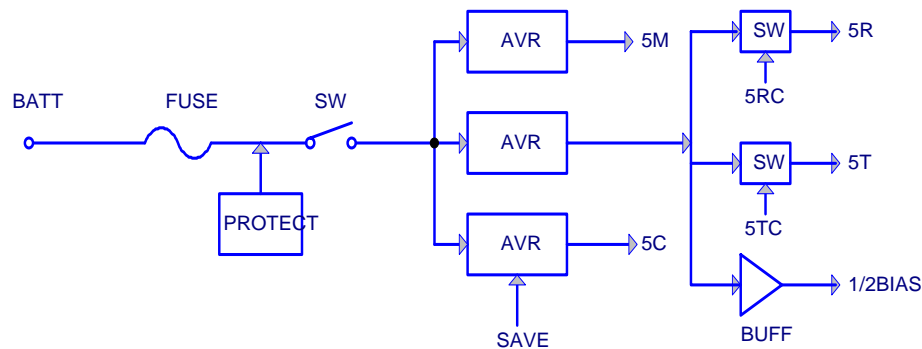 AVR
5M
SW
5R
BATT
FUSE
SW
5RC
AVR
PROTECT
SW
5T
5TC
AVR
5C
1/2BIAS
SAVE
BUFF